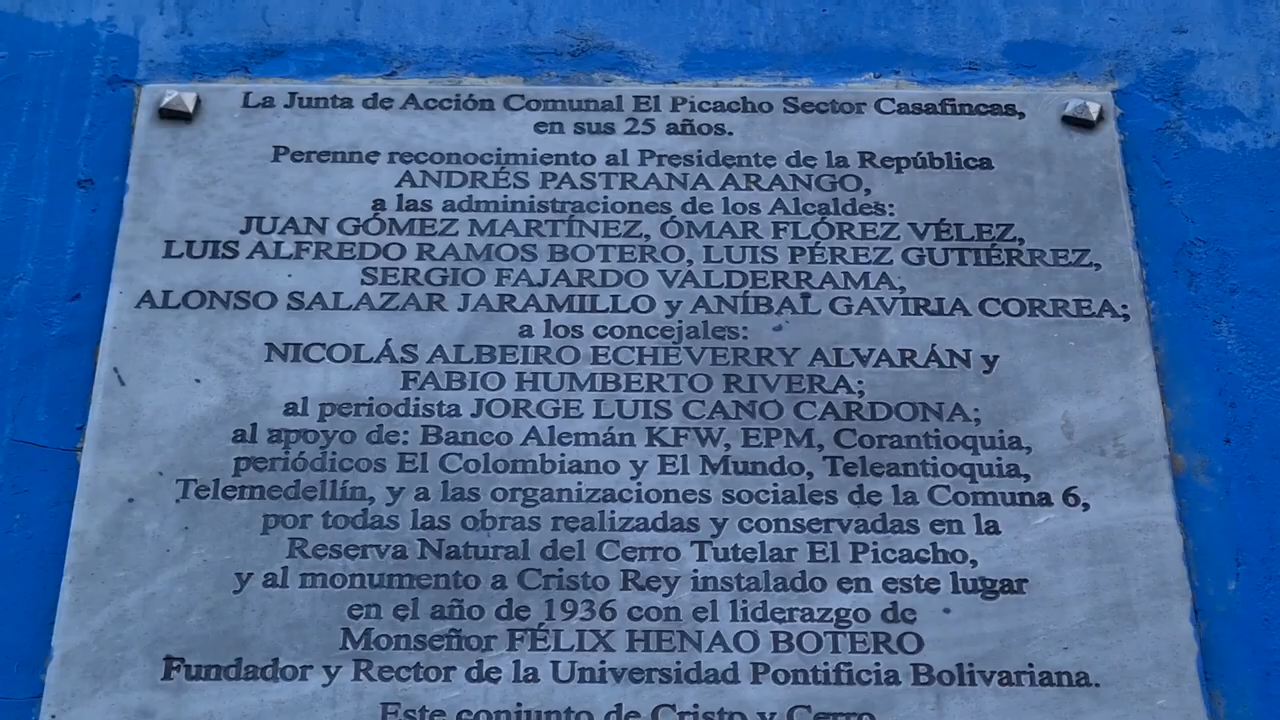 La Junta de Acción Comunal El Picacho Sector Casafincas,
en sus 25 años.
Perenne reconocimiento al Presidente de la República
ANDRÉS PASTRANA ARANGO,
a las administraciones de los Alcaldes:
JUAN GÓMEZ MARTÍNEZ, ÓMAR FLÓREZ VÉLEZ,
LUIS ALFREDO RAMOS BOTERO, LUIS PÉREZ GUTIÉRREZ,
SERGIO FAJARDO VALDERRAMA,
ALONSO SALAZAR JARAMILLO y ANÍBAL GAVIRIA CORREA;
a los concejales:
NICOLÁS ALBEIRO ECHEVERRY ALVARÁN y
FABIO HUMBERTO RIVERA;
al periodista JORGE LUIS CANO CARDONA;
al apoyo de: Banco Alemán KFW, EPM, Corantioquia,
periódicos El Colombiano y El Mundo, Teleantioquia,
Telemedellín, y a las organizaciones sociales de la Comuna 6,
por todas las obras realizadas y conservadas en la
Reserva Natural del Cerro Tutelar El Picacho,
y al monumento a Cristo Rey instalado en este lugar
en el año de 1936 con el liderazgo de
Monseñor FÉLIX HENAO BOTERO
Fundador y Rector de la Universidad Pontificia Bolivariana.
Este conjunto de Cristo y Cerro